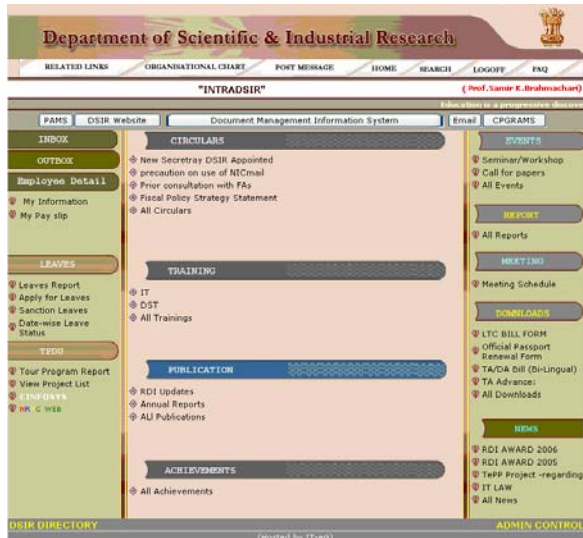 Department of Scientific & Industrial Research
RELATED LINKS ORGANISATIONAL CHART POST MESSAGE HOME SEARCH LOGOFF FAQ
"INTRADSIR" ( Prof.Samir K.Brahmachari)
Education is a progressive discove
PAMS DSIR Website Document Management Information System Email CPGRAMS
INBOX
OUTBOX
Employee Detail
My Information
My Pay slip
LEAVES
Leaves Report
Apply for Leaves
Sanction Leaves
Date-wise Leave
Status
TPDU
Tour Program Report
View Project List
CINFOSYS
NR G WEB
CIRCULARS
New Secretray DSIR Appointed
precaubon on use of NICmail
Prior consultation with FAs
Fiscal Policy Strategy Statement
All Circulars
TRAINING
IT
DST
All Trainings
PUBLICATION
RDI Updates
Annual Reports
All Publications
ACHIEVEMENTS
All Achievements
EVENTS
Seminar/Workshop
Call for papers
All Events
REPORT
All Reports
MEETING
Meeting Schedule
DOWNLOADS
LTC BILL FORM
Official Passport
Renewal Form
TA/DA Bill (Bi-Lingual)
TA Advance:
All Downloads
NEWS
RDI AWARD 2006
RDI AWARD 2005
TePP Project -regarding
IT LAW
All News
DSIR DIRECTORY ADMIN CONTROL